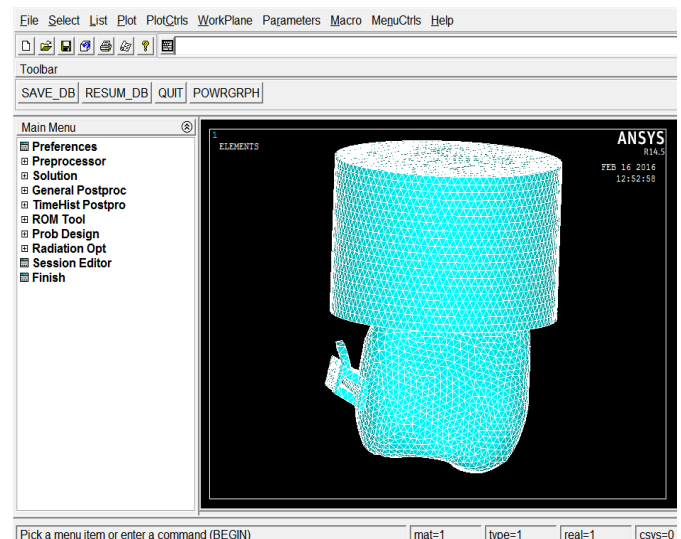 File Select List Plot PlotCtrls WorkPlane Parameters Macro MenuCtrls Help
Toolbar
SAVE_DB RESUM_DB QUIT POWRGRPH
Main Menu
Preferences
Preprocessor
Solution
General Postproc
TimeHist Postpro
ROM Tool
Prob Design
Radiation Opt
Session Editor
Finish
1
ELEMENTS
ANSYS
R14.5
FEB 16 2016
12:52:58
Pick a menu item or enter a command (BEGIN) mat=1 type=1 real=1 csys=0